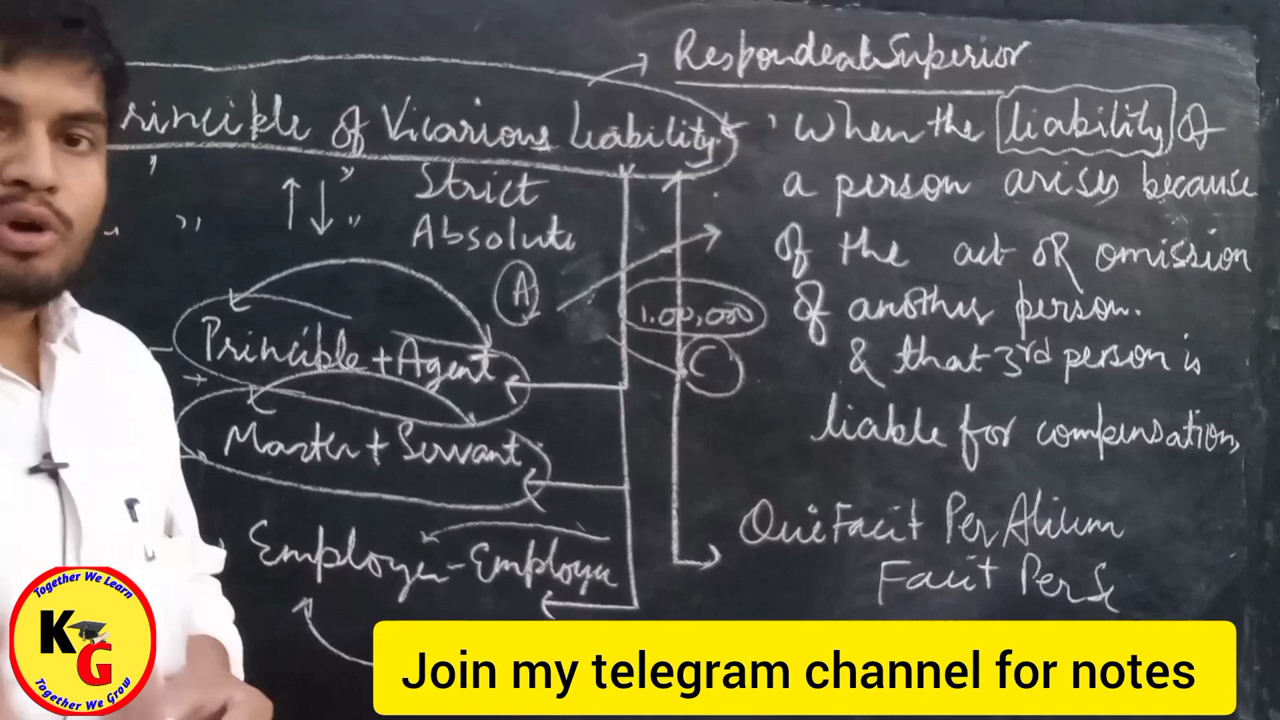 Respondeat Superior
rinciple of Vicarious Liability
" " Strict
" " Absolute
A
1,00,000
C
Principle + Agent
Master + Servant
Employer - Employee
' When the liability of
a person arises because
of the act or omission
of another person.
& that 3rd person is
liable for compensation,
Qui Facit Per Alium
Facit Per Se
Together We Learn
KG
Together We Grow
Join my telegram channel for notes